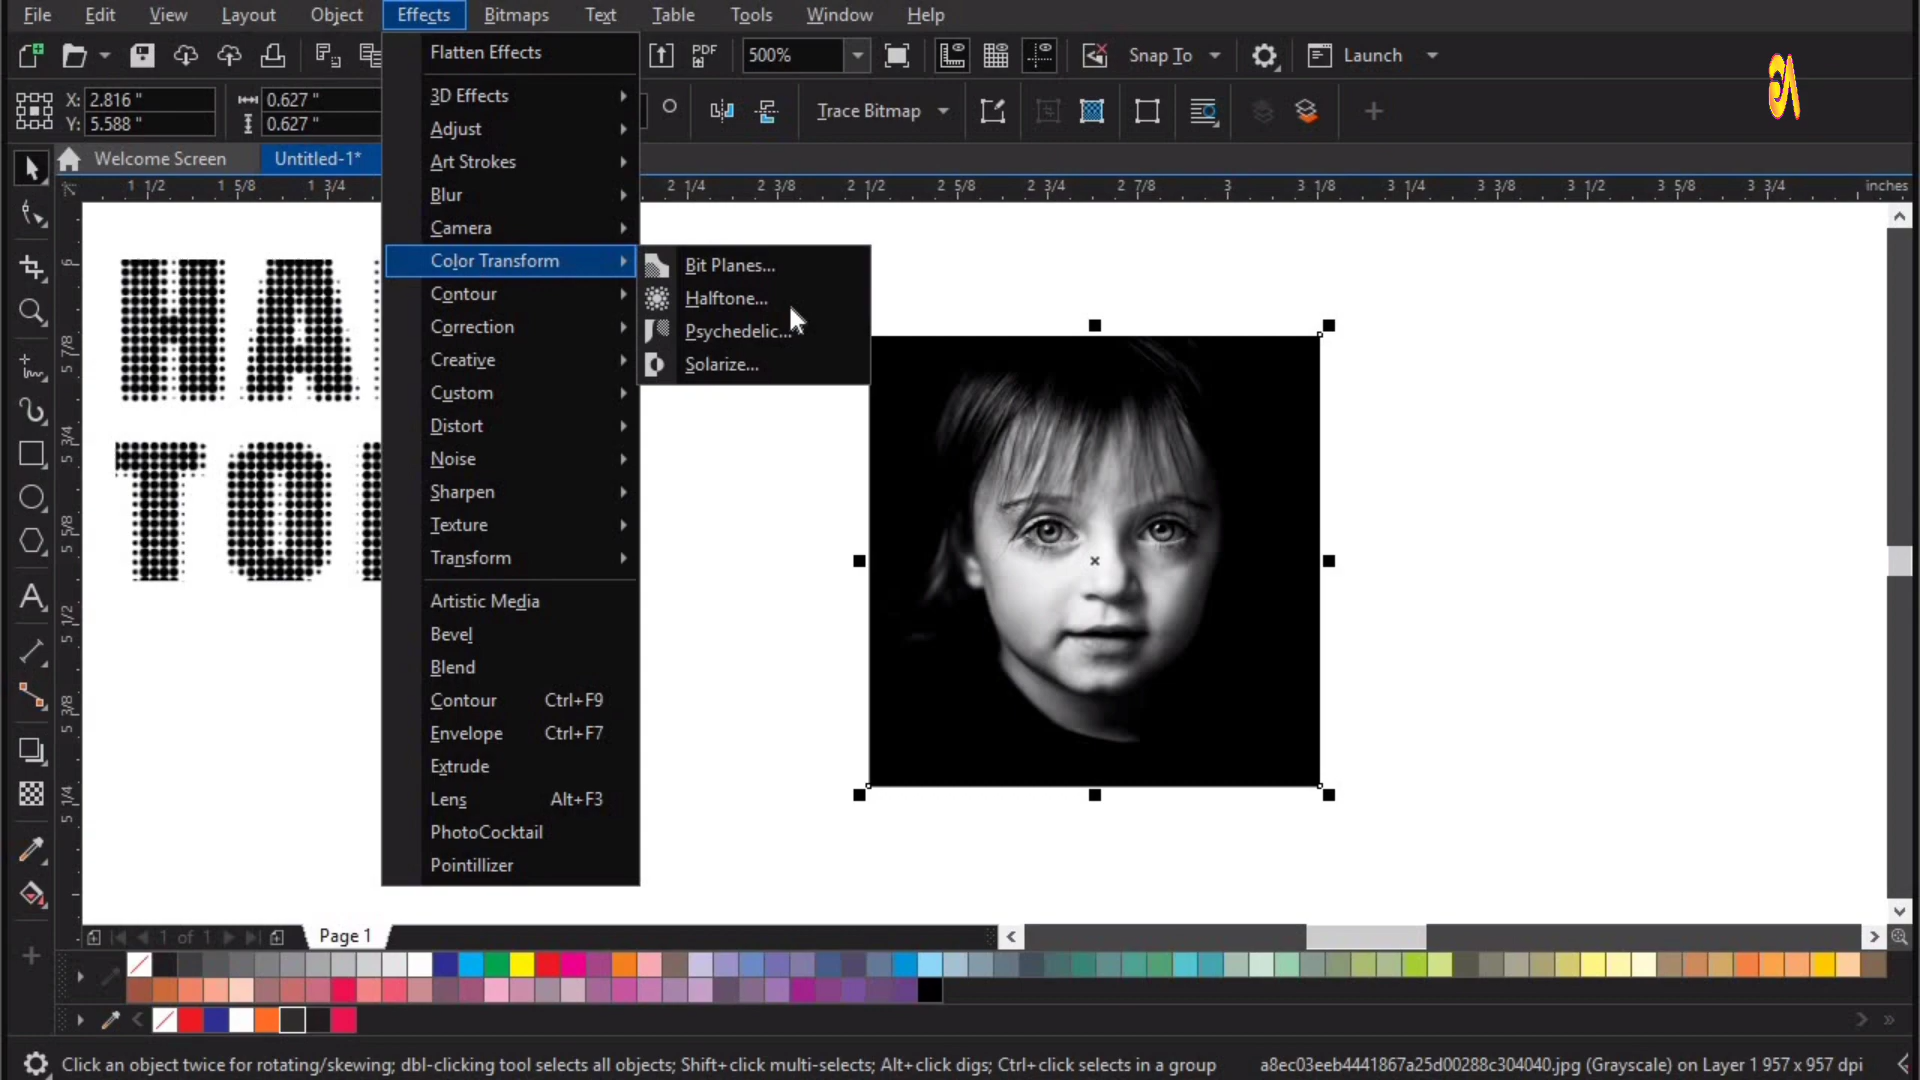 File Edit View Layout Object Effects Bitmaps Text Table Tools Window Help
PDF 500% Snap To Launch
X: 2.816 " 0.627 "
Y: 5.588 " 0.627 "
Trace Bitmap
Welcome Screen Untitled-1*
1 1/2 1 5/8 1 3/4 2 1/4 2 3/8 2 1/2 2 5/8 2 3/4 2 7/8 3 3 1/8 3 1/4 3 3/8 3 1/2 3 5/8 3 3/4 inches
6
5 7/8
5 3/4
5 5/8
5 1/2
5 3/8
5 1/4
HA
TO
Flatten Effects
3D Effects
Adjust
Art Strokes
Blur
Camera
Color Transform
Contour
Correction
Creative
Custom
Distort
Noise
Sharpen
Texture
Transform
Artistic Media
Bevel
Blend
Contour Ctrl+F9
Envelope Ctrl+F7
Extrude
Lens Alt+F3
PhotoCocktail
Pointillizer
Bit Planes...
Halftone...
Psychedelic...
Solarize...
1 of 1 Page 1
Click an object twice for rotating/skewing; dbl-clicking tool selects all objects; Shift+click multi-selects; Alt+click digs; Ctrl+click selects in a group a8ec03eeb4441867a25d00288c304040.jpg (Grayscale) on Layer 1 957 x 957 dpi